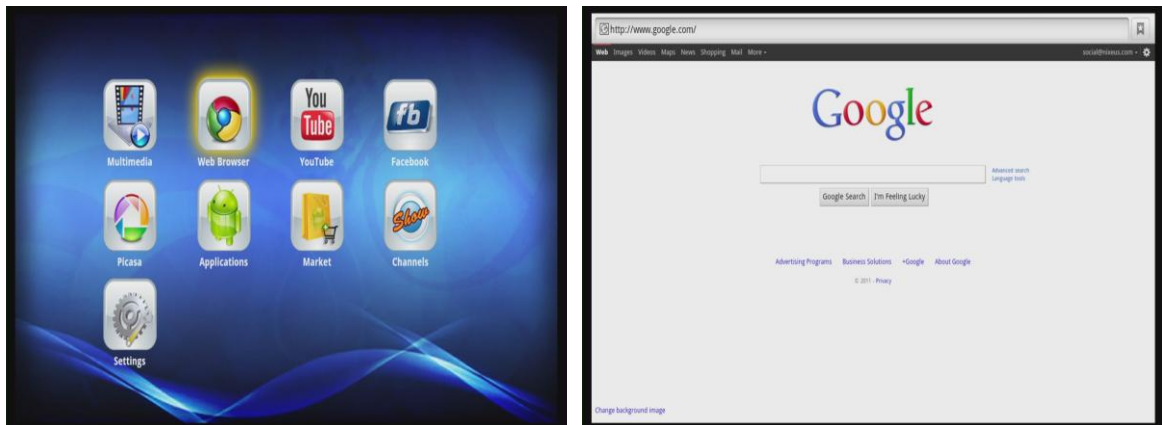 You
Tube
fb
Multimedia
Web Browser
YouTube
Facebook
Show
Picasa
Applications
Market
Channels
Settings
http://www.google.com/
Web Images Videos Maps News Shopping Mail More
social@nixeus.com
Google
Advanced search
Language tools
Google Search
I'm Feeling Lucky
Advertising Programs Business Solutions +Google About Google
© 2011 - Privacy
Change background image